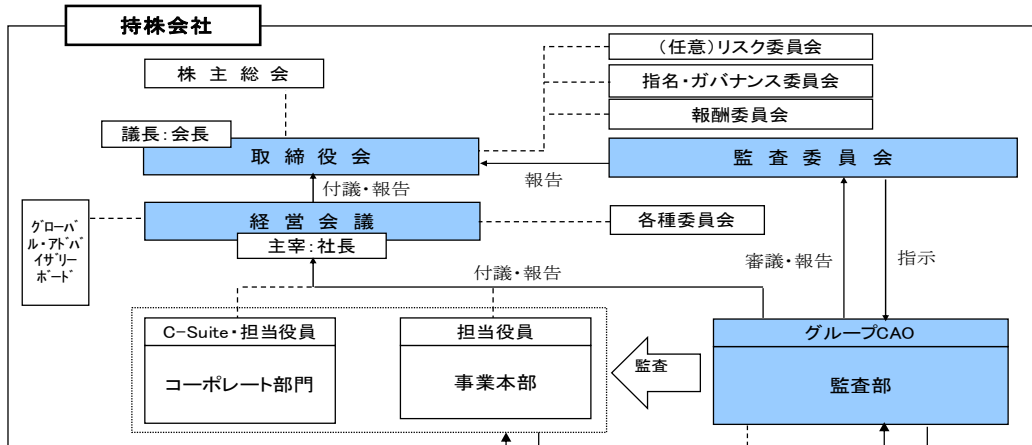 持株会社
(任意)リスク委員会
株主総会
指名・ガバナンス委員会
報酬委員会
議長：会長
取締役会
監査委員会
報告
付議・報告
グローバ
ル・アドバ
イザリー
ボード
経営会議
各種委員会
主宰：社長
審議・報告
指示
付議・報告
C-Suite・担当役員
担当役員
グループCAO
コーポレート部門
事業本部
監査
監査部